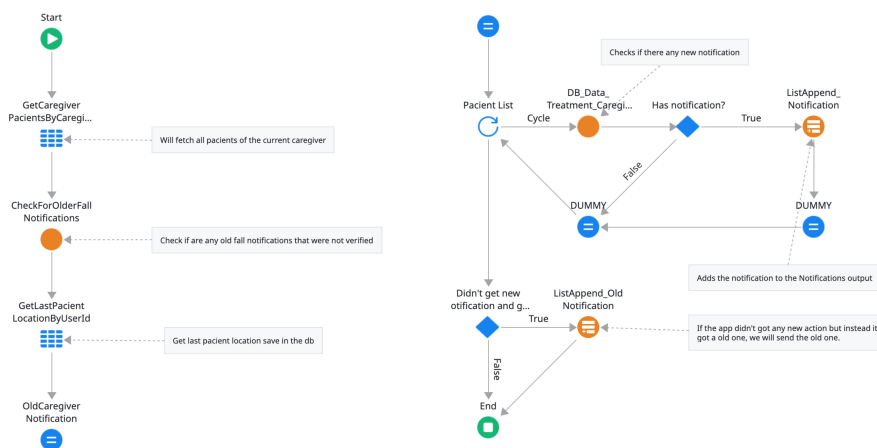 Start
GetCaregiver
PacientsByCaregi...
Will fetch all pacients of the current caregiver
CheckForOlderFall
Notifications
Check if are any old fall notifications that were not verified
GetLastPacient
LocationByUserId
Get last pacient location save in the db
OldCaregiver
Notification
Checks if there any new notification
Pacient List
Cycle
DB_Data_
Treatment_Caregi...
Has notification?
True
ListAppend_
Notification
False
DUMMY
DUMMY
Adds the notification to the Notifications output
Didn't get new
otification and g...
True
ListAppend_Old
Notification
If the app didn't got any new action but instead it
got a old one, we will send the old one.
False
End